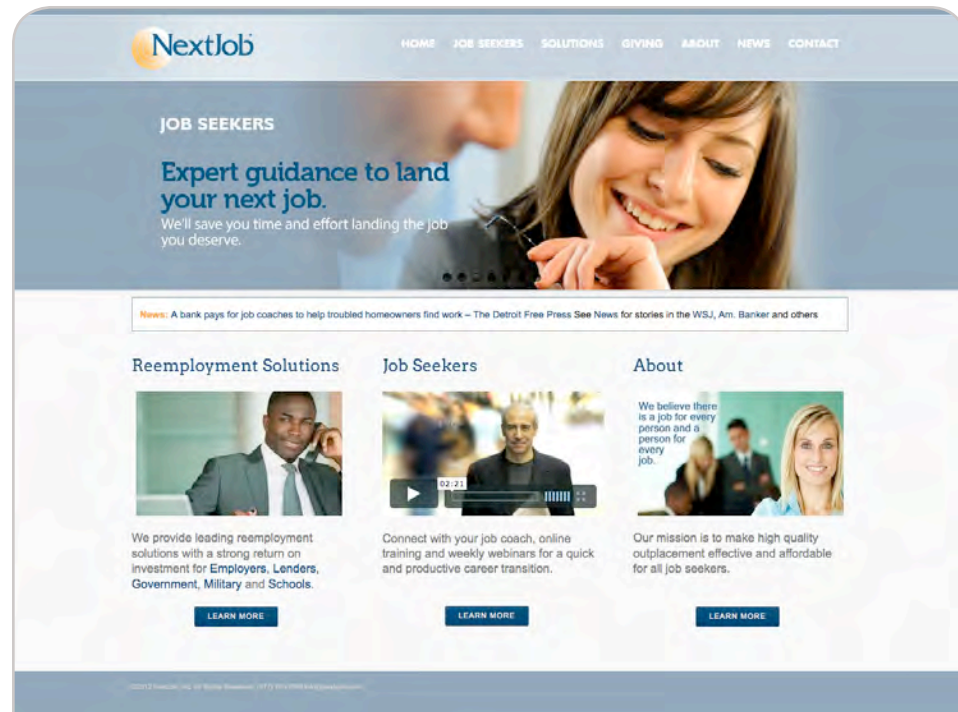 NextJob
HOME JOB SEEKERS SOLUTIONS GIVING ABOUT NEWS CONTACT
JOB SEEKERS
Expert guidance to land
your next job.
We'll save you time and effort landing the job
you deserve.
News: A bank pays for job coaches to help troubled homeowners find work – The Detroit Free Press See News for stories in the WSJ, Am. Banker and others
Reemployment Solutions
We provide leading reemployment
solutions with a strong return on
investment for Employers, Lenders,
Government, Military and Schools.
LEARN MORE
Job Seekers
02:21
Connect with your job coach, online
training and weekly webinars for a quick
and productive career transition.
LEARN MORE
About
We believe there
is a job for every
person and a
person for
every
job.
Our mission is to make high quality
outplacement effective and affordable
for all job seekers.
LEARN MORE